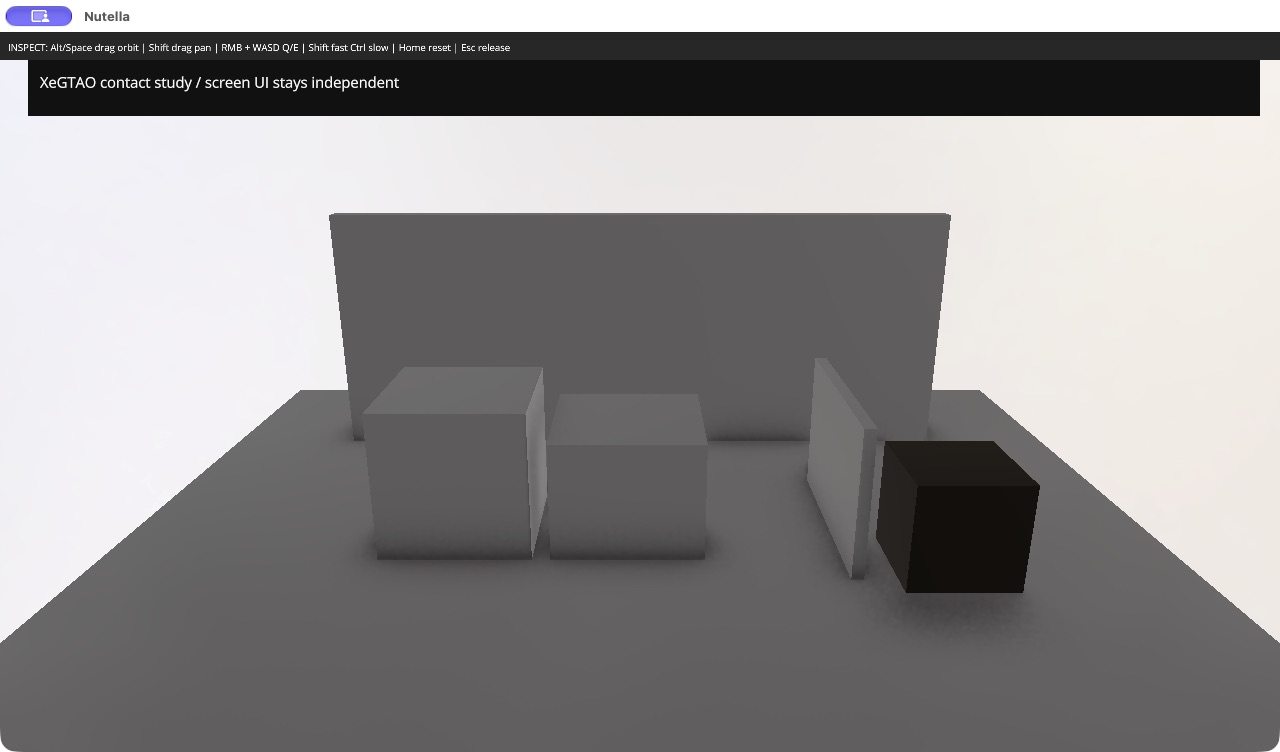 Nutella
INSPECT: Alt/Space drag orbit | Shift drag pan | RMB + WASD Q/E | Shift fast Ctrl slow | Home reset | Esc release
XeGTAO contact study / screen UI stays independent